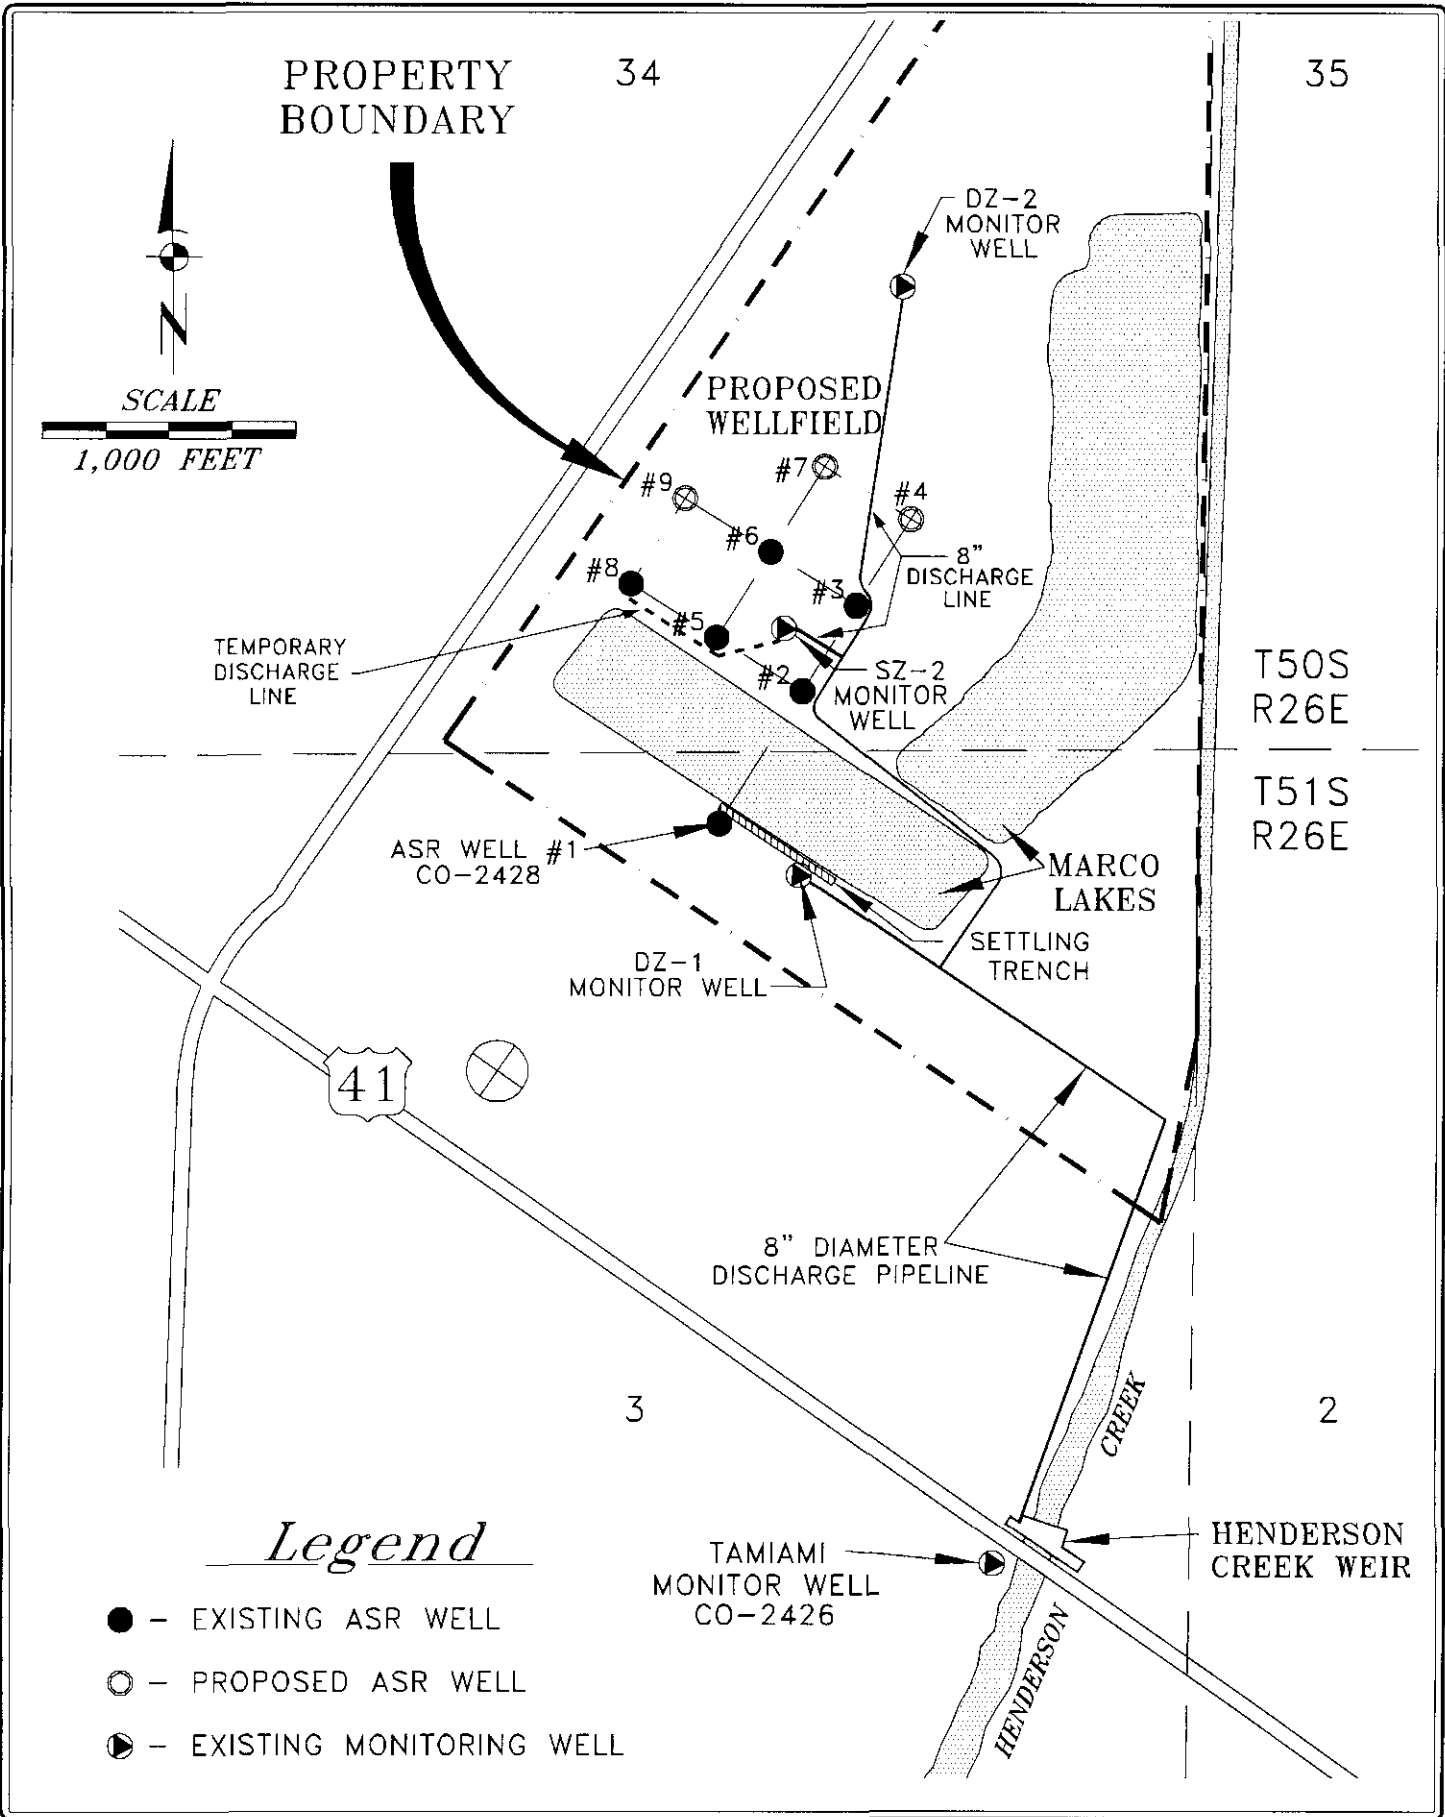 PROPERTY
BOUNDARY
34
35
N
SCALE
1,000 FEET
DZ-2
MONITOR
WELL
PROPOSED
WELLFIELD
#7
#9
#4
#6
8"
DISCHARGE
LINE
#8
#3
#5
TEMPORARY
DISCHARGE
LINE
#2
SZ-2
MONITOR
WELL
T50S
R26E
T51S
R26E
ASR WELL #1
CO-2428
MARCO
LAKES
SETTLING
TRENCH
DZ-1
MONITOR WELL
41
8" DIAMETER
DISCHARGE PIPELINE
3
2
CREEK
HENDERSON
HENDERSON
CREEK WEIR
TAMIAMI
MONITOR WELL
CO-2426
Legend
- EXISTING ASR WELL
- PROPOSED ASR WELL
- EXISTING MONITORING WELL